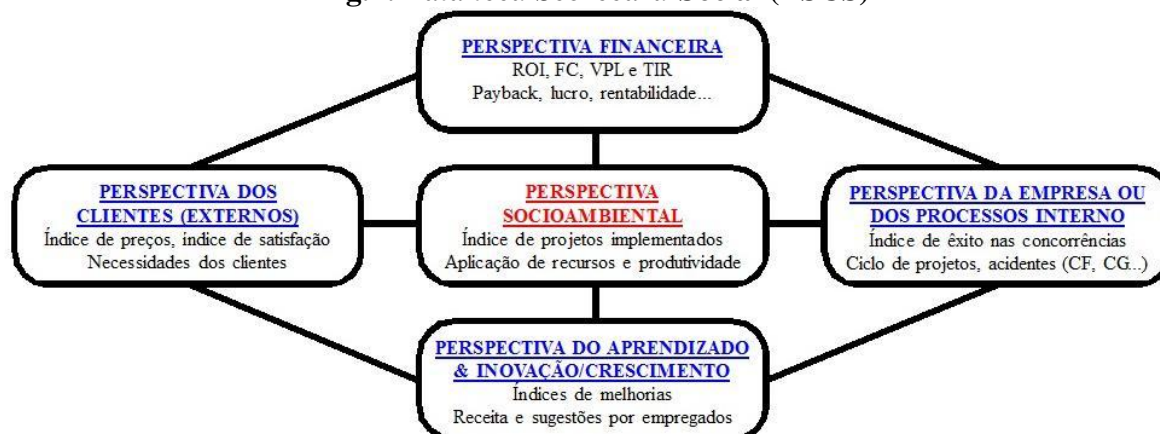 PERSPECTIVA FINANCEIRA
ROI, FC, VPL e TIR
Payback, lucro, rentabilidade...
PERSPECTIVA DOS
CLIENTES (EXTERNOS)
Índice de preços, índice de satisfação
Necessidades dos clientes
PERSPECTIVA
SOCIOAMBIENTAL
Índice de projetos implementados
Aplicação de recursos e produtividade
PERSPECTIVA DA EMPRESA OU
DOS PROCESSOS INTERNO
Índice de êxito nas concorrências
Ciclo de projetos, acidentes (CF, CG...)
PERSPECTIVA DO APRENDIZADO
& INOVAÇÃO/CRESCIMENTO
Índices de melhorias
Receita e sugestões por empregados